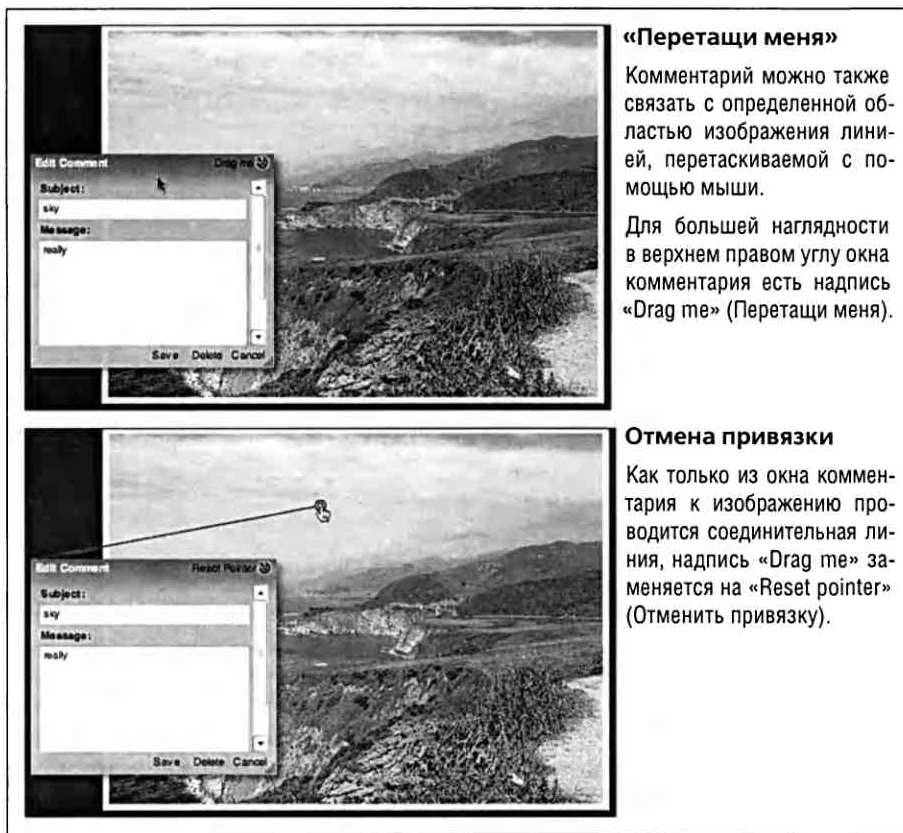 «Перетащи меня»
Комментарий можно также
связать с определенной об-
ластью изображения лини-
ей, перетаскиваемой с по-
мощью мыши.
Для большей наглядности
в верхнем правом углу окна
комментария есть надпись
«Drag me» (Перетащи меня).
Edit Comment Drag me
Subject:
sky
Message:
really
Save Delete Cancel
Отмена привязки
Как только из окна коммен-
тария к изображению про-
водится соединительная ли-
ния, надпись «Drag me» за-
меняется на «Reset pointer»
(Отменить привязку).
Edit Comment Reset Pointer
Subject:
sky
Message:
really
Save Delete Cancel